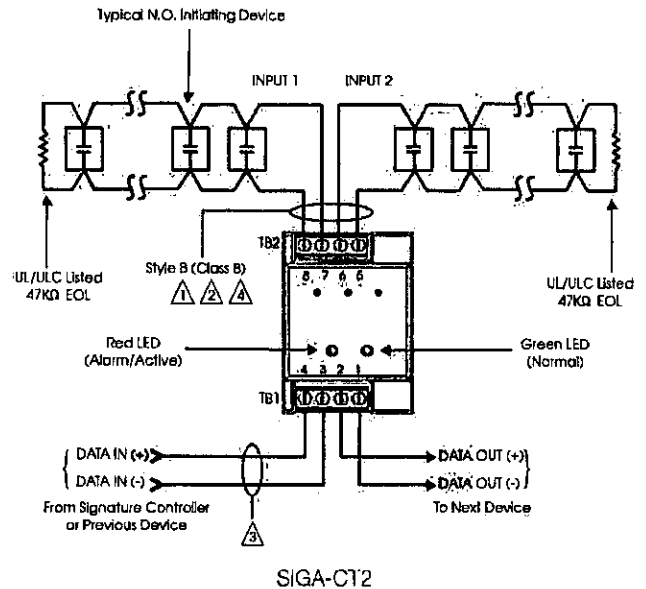 Typical N.O. Initiating Device
INPUT 1
INPUT 2
TB2
8 7 6 5
Style B (Class B)
1 2 4
UL/ULC Listed
47KΩ EOL
UL/ULC Listed
47KΩ EOL
Red LED
(Alarm/Active)
Green LED
(Normal)
4 3 2 1
TB1
DATA IN (+)
DATA OUT (+)
DATA IN (-)
DATA OUT (-)
From Signature Controller
or Previous Device
To Next Device
3
SIGA-CT2